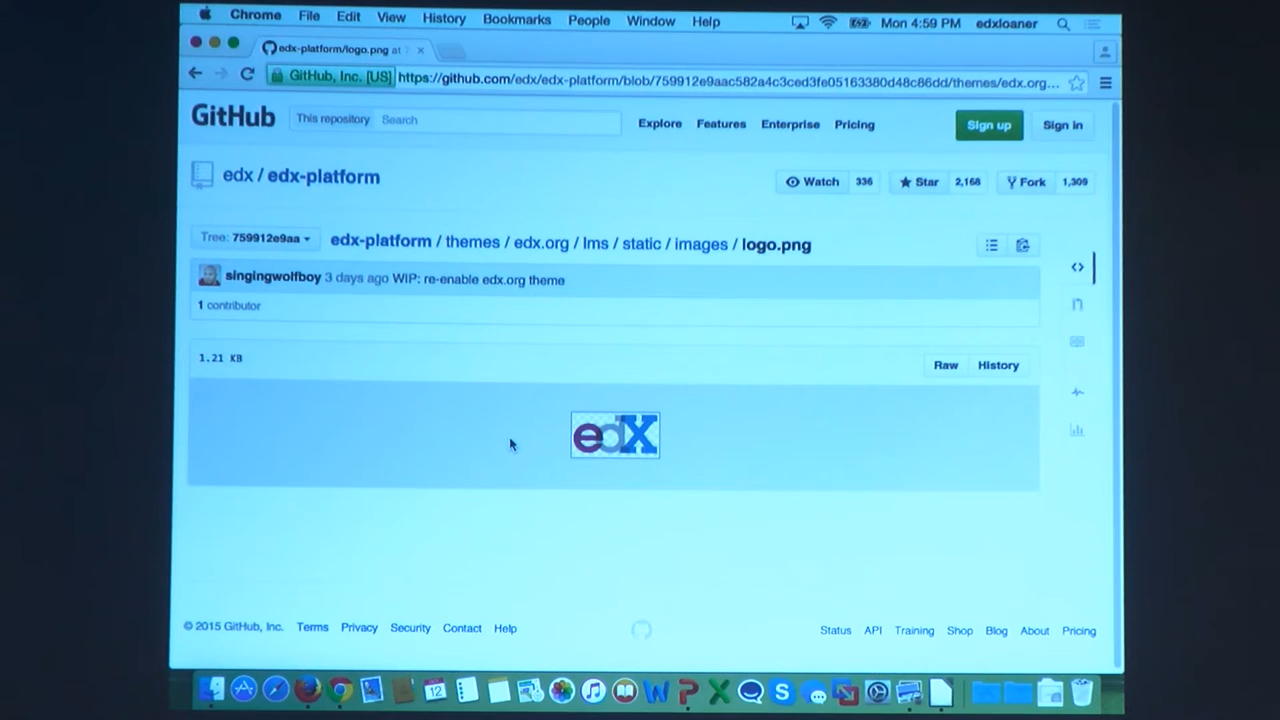 Chrome File Edit View History Bookmarks People Window Help Mon 4:59 PM edxloaner
edx-platform/logo.png at
GitHub, Inc. [US] https://github.com/edx/edx-platform/blob/759912e9aac582a4c3ced3fe05163380d48c86dd/themes/edx.org...
GitHub This repository Search Explore Features Enterprise Pricing Sign up Sign in
edx / edx-platform Watch 336 Star 2,168 Fork 1,309
Tree: 759912e9aa edx-platform / themes / edx.org / lms / static / images / logo.png
singingwolfboy 3 days ago WIP: re-enable edx.org theme
1 contributor
1.21 KB Raw History
edX
© 2015 GitHub, Inc. Terms Privacy Security Contact Help Status API Training Shop Blog About Pricing
12